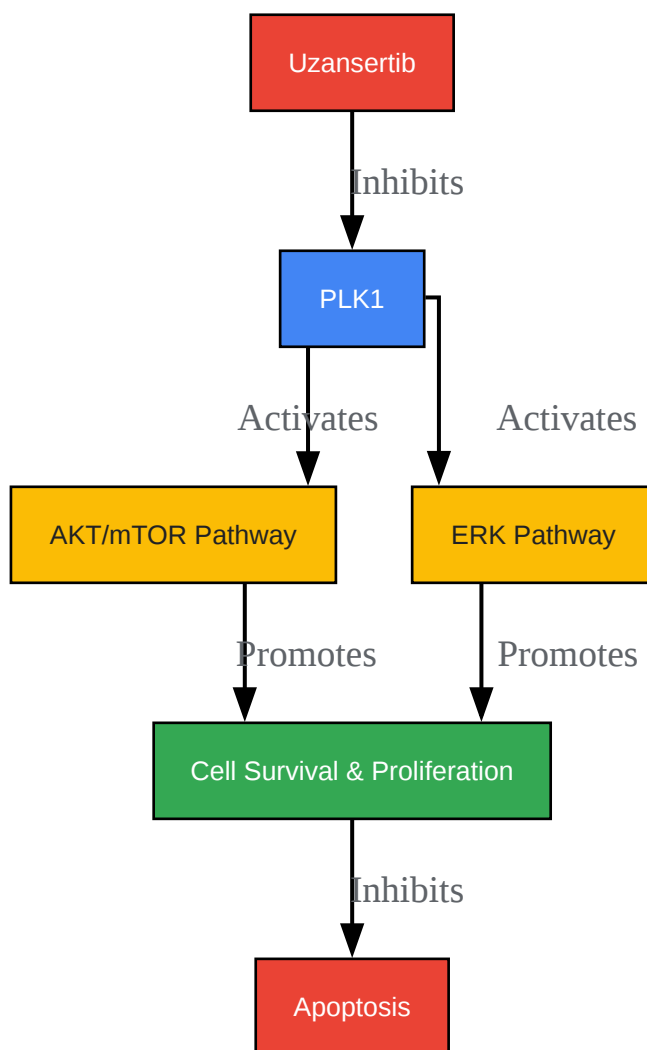 Uzansertib
Inhibits
PLK1
Activates
Activates
AKT/mTOR Pathway
ERK Pathway
Promotes
Promotes
Cell Survival & Proliferation
Inhibits
Apoptosis